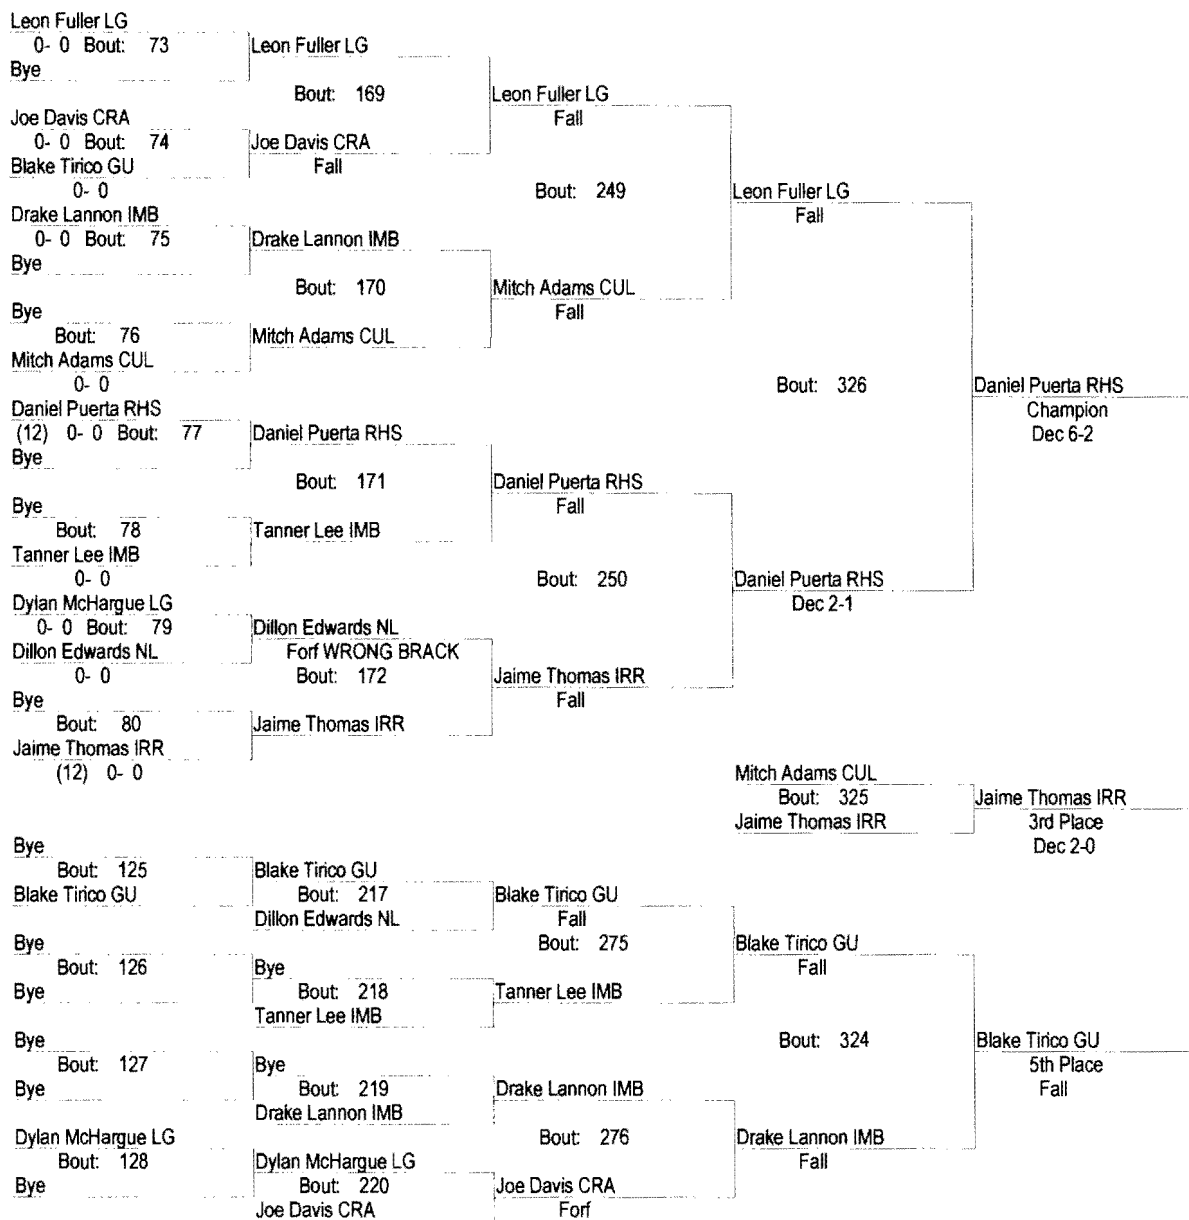 Leon Fuller LG
0- 0 Bout: 73 Leon Fuller LG
Bye
Bout: 169 Leon Fuller LG
Fall
Joe Davis CRA
0- 0 Bout: 74 Joe Davis CRA
Blake Tirico GU Fall
0- 0 Bout: 249 Leon Fuller LG
Drake Lannon IMB Fall
0- 0 Bout: 75 Drake Lannon IMB
Bye
Bout: 170 Mitch Adams CUL
Bye Fall
Bout: 76 Mitch Adams CUL
Mitch Adams CUL
0- 0 Bout: 326 Daniel Puerta RHS
Daniel Puerta RHS Champion
(12) 0- 0 Bout: 77 Daniel Puerta RHS Dec 6-2
Bye
Bout: 171 Daniel Puerta RHS
Bye Fall
Bout: 78 Tanner Lee IMB
Tanner Lee IMB
0- 0 Bout: 250 Daniel Puerta RHS
Dylan McHargue LG Dec 2-1
0- 0 Bout: 79 Dillon Edwards NL
Dillon Edwards NL Forf WRONG BRACK
0- 0 Bout: 172 Jaime Thomas IRR
Bye Fall
Bout: 80 Jaime Thomas IRR
Jaime Thomas IRR
(12) 0- 0 Mitch Adams CUL
Bout: 325 Jaime Thomas IRR
Jaime Thomas IRR 3rd Place
Dec 2-0
Bye
Bout: 125 Blake Tirico GU
Blake Tirico GU Bout: 217 Blake Tirico GU
Dillon Edwards NL Fall
Bye Bout: 275 Blake Tirico GU
Bout: 126 Bye Fall
Bye Bout: 218 Tanner Lee IMB
Tanner Lee IMB
Bye Bout: 324 Blake Tirico GU
Bout: 127 Bye 5th Place
Bye Bout: 219 Drake Lannon IMB Fall
Drake Lannon IMB
Dylan McHargue LG Bout: 276 Drake Lannon IMB
Bout: 128 Dylan McHargue LG Fall
Bye Bout: 220 Joe Davis CRA
Joe Davis CRA Forf